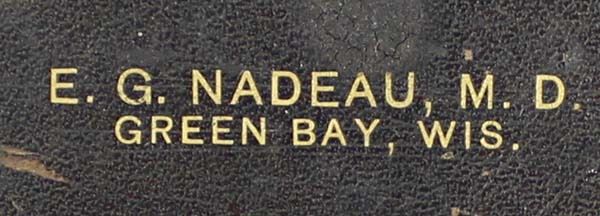 E. G. NADEAU, M. D.
GREEN BAY, WIS.